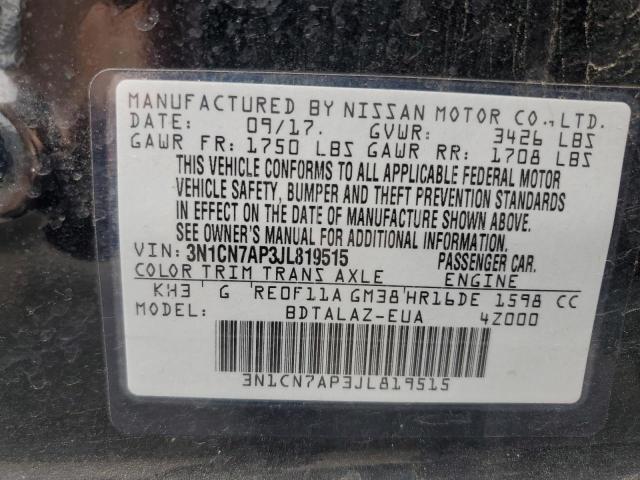 MANUFACTURED BY NISSAN MOTOR CO.,LTD.
DATE: 09/17. GVWR: 3426 LBS
GAWR FR: 1750 LBS GAWR RR: 1708 LBS
THIS VEHICLE CONFORMS TO ALL APPLICABLE FEDERAL MOTOR
VEHICLE SAFETY, BUMPER AND THEFT PREVENTION STANDARDS
IN EFFECT ON THE DATE OF MANUFACTURE SHOWN ABOVE.
SEE OWNER'S MANUAL FOR ADDITIONAL INFORMATION.
VIN: 3N1CN7AP3JL819515 PASSENGER CAR.
COLOR TRIM TRANS AXLE ENGINE
KH3 G RE0F11A GM38 HR16DE 1598 CC
MODEL: BDTALAZ-EUA 4Z000
3N1CN7AP3JL819515